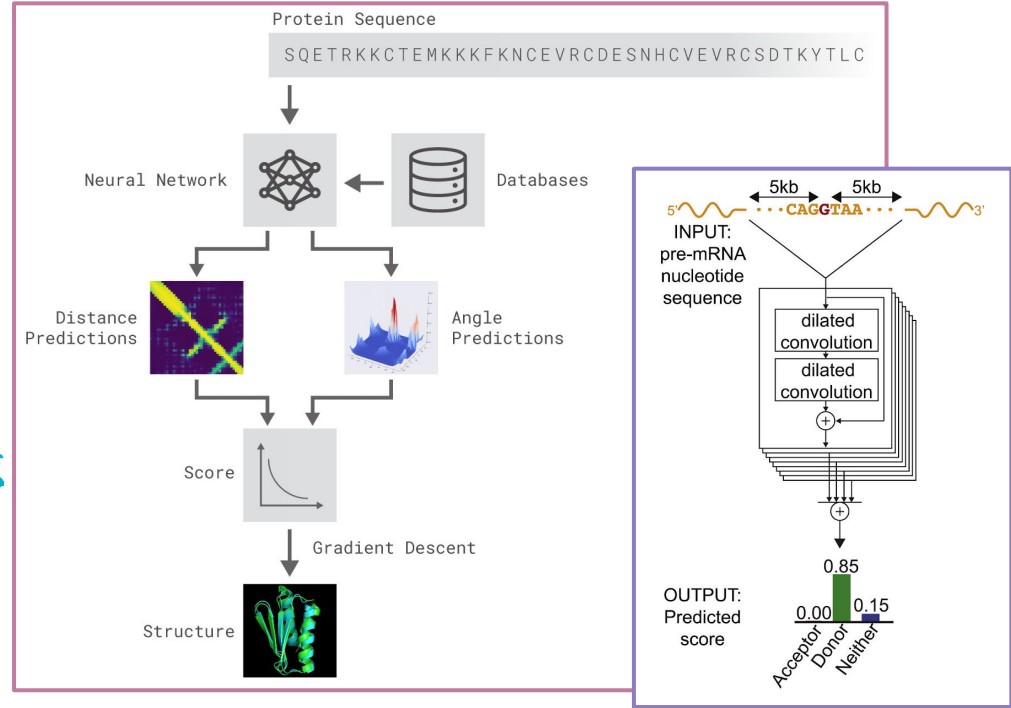 Protein Sequence
SQETRKKCTEMKKKFKNCEVRCDESNHCVEVRCSDTKYTLC
Neural Network
Databases
Distance
Predictions
Angle
Predictions
Score
Gradient Descent
Structure
5kb 5kb
5' ····CAGGTAA··· 3'
INPUT:
pre-mRNA
nucleotide
sequence
dilated
convolution
dilated
convolution
+
+
OUTPUT:
Predicted
score
0.85
0.00
0.15
Acceptor
Donor
Neither